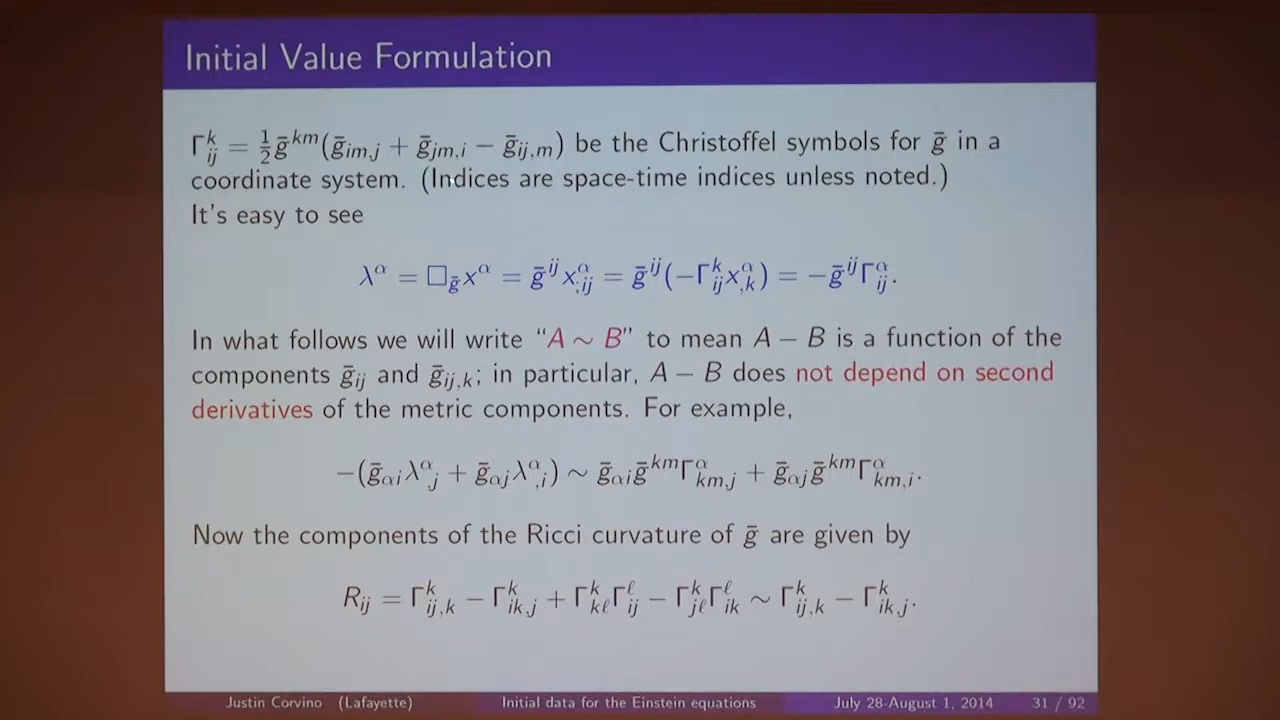 Initial Value Formulation
Γ^k_{ij} = ½ḡ^{km}(ḡ_{im,j} + ḡ_{jm,i} − ḡ_{ij,m}) be the Christoffel symbols for ḡ in a
coordinate system. (Indices are space-time indices unless noted.)
It's easy to see
λ^α = □_ḡ x^α = ḡ^{ij} x^α_{;ij} = ḡ^{ij}(−Γ^k_{ij} x^α_{,k}) = −ḡ^{ij} Γ^α_{ij}.
In what follows we will write “A ∼ B” to mean A − B is a function of the
components ḡ_{ij} and ḡ_{ij,k}; in particular, A − B does not depend on second
derivatives of the metric components. For example,
−(ḡ_{αi} λ^α_{,j} + ḡ_{αj} λ^α_{,i}) ∼ ḡ_{αi} ḡ^{km} Γ^α_{km,j} + ḡ_{αj} ḡ^{km} Γ^α_{km,i}.
Now the components of the Ricci curvature of ḡ are given by
R_{ij} = Γ^k_{ij,k} − Γ^k_{ik,j} + Γ^k_{kℓ} Γ^ℓ_{ij} − Γ^k_{jℓ} Γ^ℓ_{ik} ∼ Γ^k_{ij,k} − Γ^k_{ik,j}.
Justin Corvino (Lafayette) Initial data for the Einstein equations July 28-August 1, 2014 31 / 92